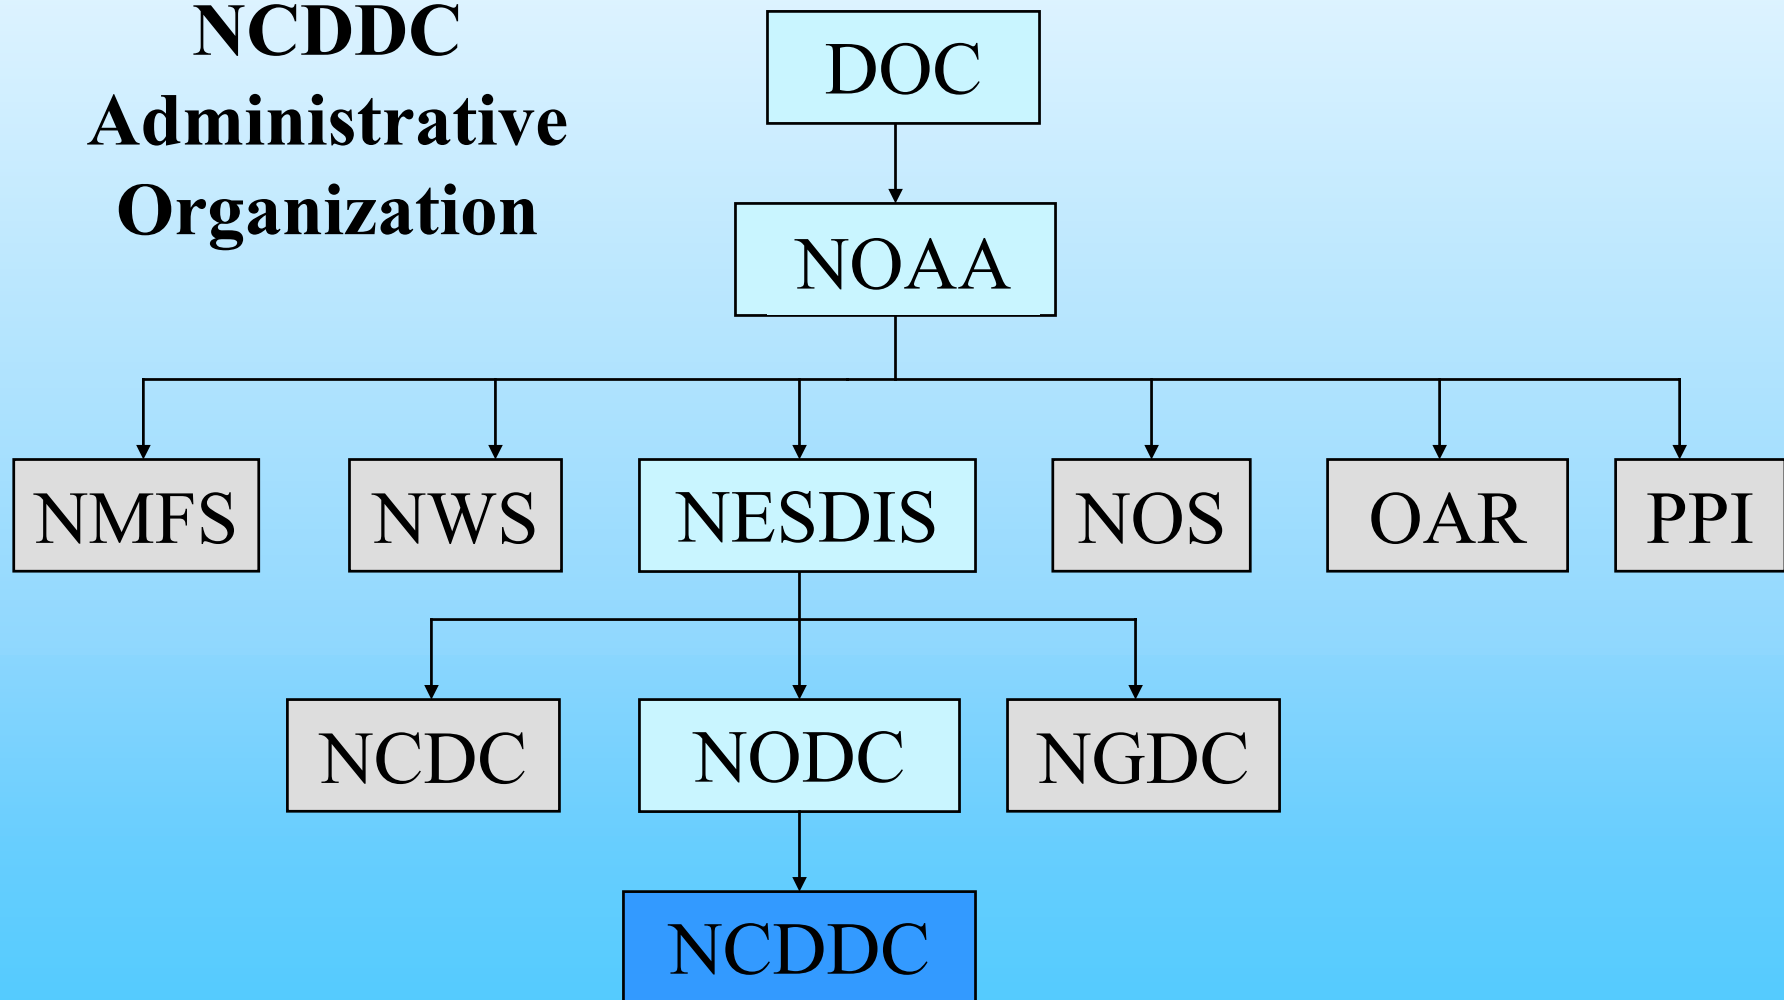 NCDDC
Administrative
Organization
DOC
NOAA
NMFS NWS NESDIS NOS OAR PPI
NCDC NODC NGDC
NCDDC